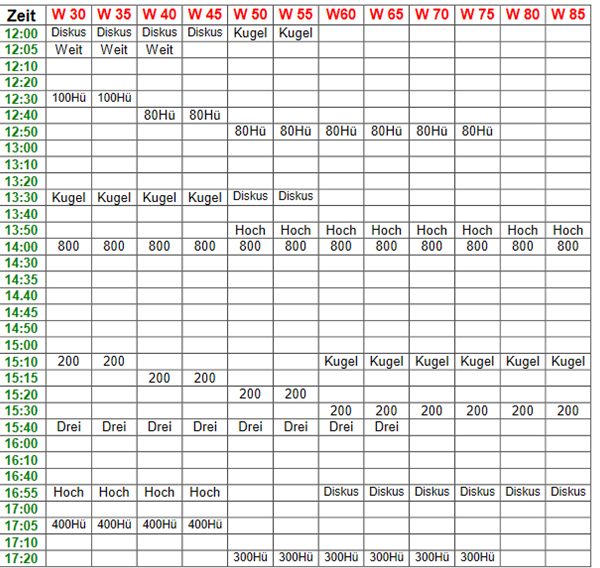 Zeit W 30 W 35 W 40 W 45 W 50 W 55 W60 W 65 W 70 W 75 W 80 W 85
12:00 Diskus Diskus Diskus Diskus Kugel Kugel
12:05 Weit Weit Weit
12:10
12:20
12:30 100Hü 100Hü
12:40 80Hü 80Hü
12:50 80Hü 80Hü 80Hü 80Hü 80Hü 80Hü
13:00
13:10
13:20
13:30 Kugel Kugel Kugel Kugel Diskus Diskus
13:40
13:50 Hoch Hoch Hoch Hoch Hoch Hoch Hoch Hoch
14:00 800 800 800 800 800 800 800 800 800 800 800 800
14:30
14:35
14.40
14:45
14:50
15:00
15:10 200 200 Kugel Kugel Kugel Kugel Kugel Kugel
15:15 200 200
15:20 200 200
15:30 200 200 200 200 200 200
15:40 Drei Drei Drei Drei Drei Drei Drei Drei
16:00
16:10
16:40
16:55 Hoch Hoch Hoch Hoch Diskus Diskus Diskus Diskus Diskus Diskus
17:00
17:05 400Hü 400Hü 400Hü 400Hü
17:10
17:20 300Hü 300Hü 300Hü 300Hü 300Hü 300Hü